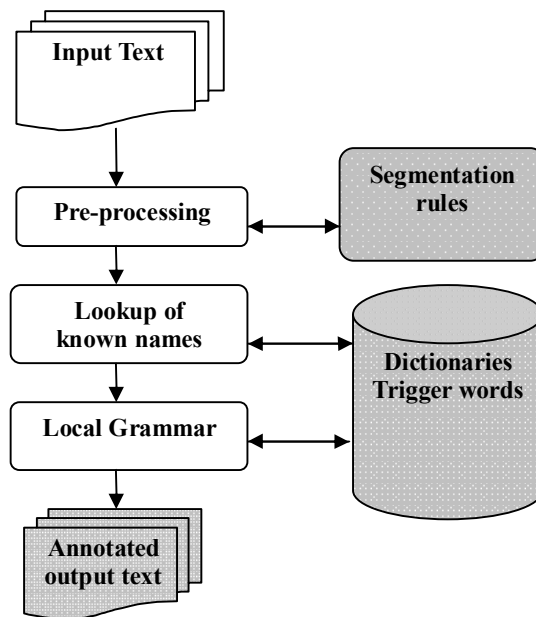 Input Text
Pre-processing
Segmentation
rules
Lookup of
known names
Dictionaries
Trigger words
Local Grammar
Annotated
output text